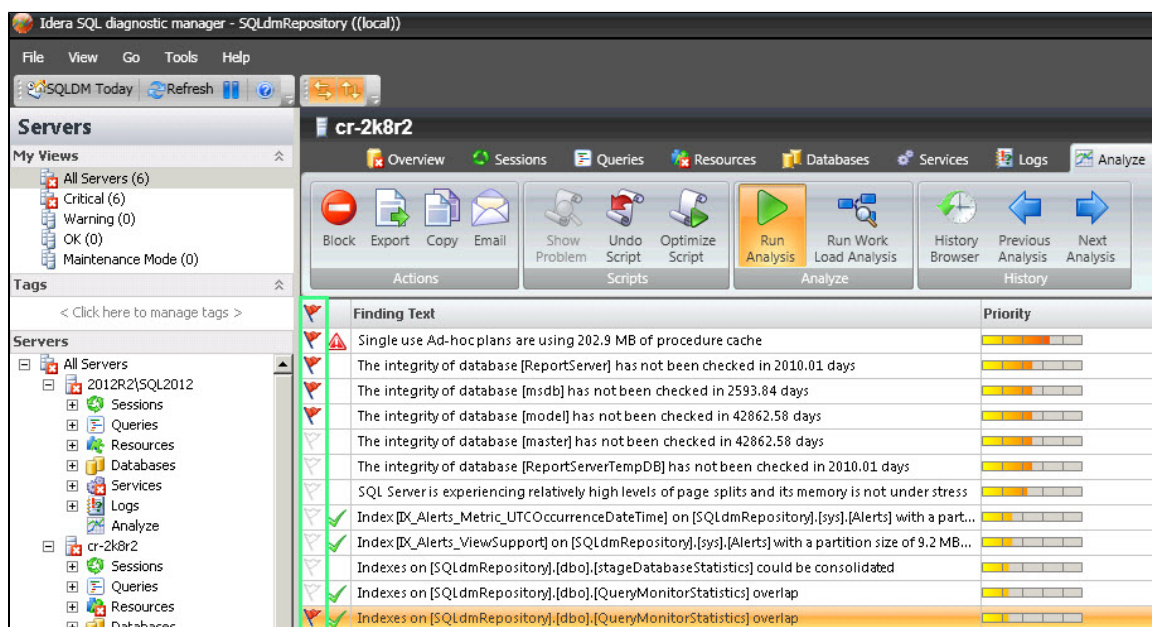 Idera SQL diagnostic manager - SQLdmRepository ((local))
File View Go Tools Help
SQLDM Today Refresh
Servers
My Views
All Servers (6)
Critical (6)
Warning (0)
OK (0)
Maintenance Mode (0)
Tags
< Click here to manage tags >
Servers
All Servers
2012R2\SQL2012
Sessions
Queries
Resources
Databases
Services
Logs
Analyze
cr-2k8r2
Sessions
Queries
Resources
Databases
cr-2k8r2
Overview Sessions Queries Resources Databases Services Logs Analyze
Block Export Copy Email Show Problem Undo Script Optimize Script Run Analysis Run Work Load Analysis History Browser Previous Analysis Next Analysis
Actions Scripts Analyze History
Finding Text Priority
Single use Ad-hoc plans are using 202.9 MB of procedure cache
The integrity of database [ReportServer] has not been checked in 2010.01 days
The integrity of database [msdb] has not been checked in 2593.84 days
The integrity of database [model] has not been checked in 42862.58 days
The integrity of database [master] has not been checked in 42862.58 days
The integrity of database [ReportServerTempDB] has not been checked in 2010.01 days
SQL Server is experiencing relatively high levels of page splits and its memory is not under stress
Index [IX_Alerts_Metric_UTCOccurrenceDateTime] on [SQLdmRepository].[sys].[Alerts] with a part...
Index [IX_Alerts_ViewSupport] on [SQLdmRepository].[sys].[Alerts] with a partition size of 9.2 MB...
Indexes on [SQLdmRepository].[dbo].[stageDatabaseStatistics] could be consolidated
Indexes on [SQLdmRepository].[dbo].[QueryMonitorStatistics] overlap
Indexes on [SQLdmRepository].[dbo].[QueryMonitorStatistics] overlap